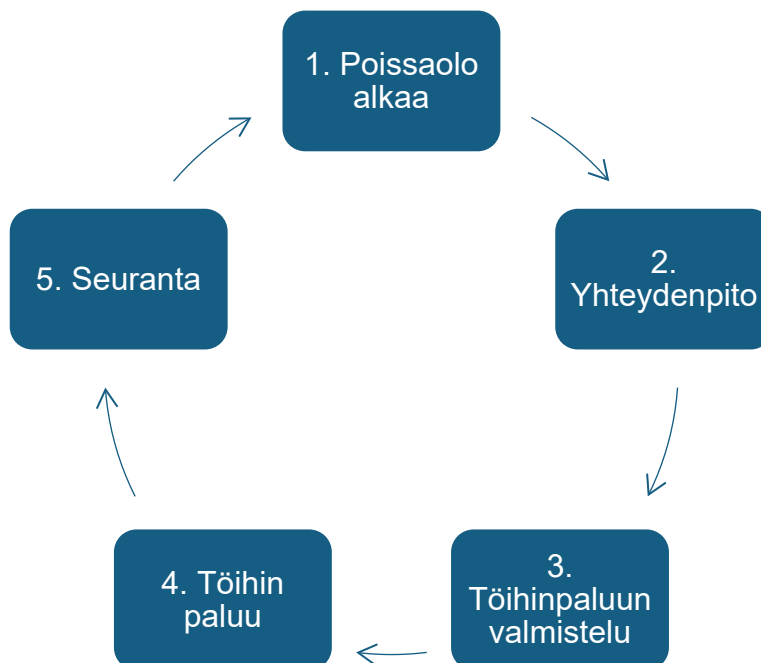 1. Poissaolo
alkaa
2.
Yhteydenpito
3.
Töihinpaluun
valmistelu
4. Töihin
paluu
5. Seuranta